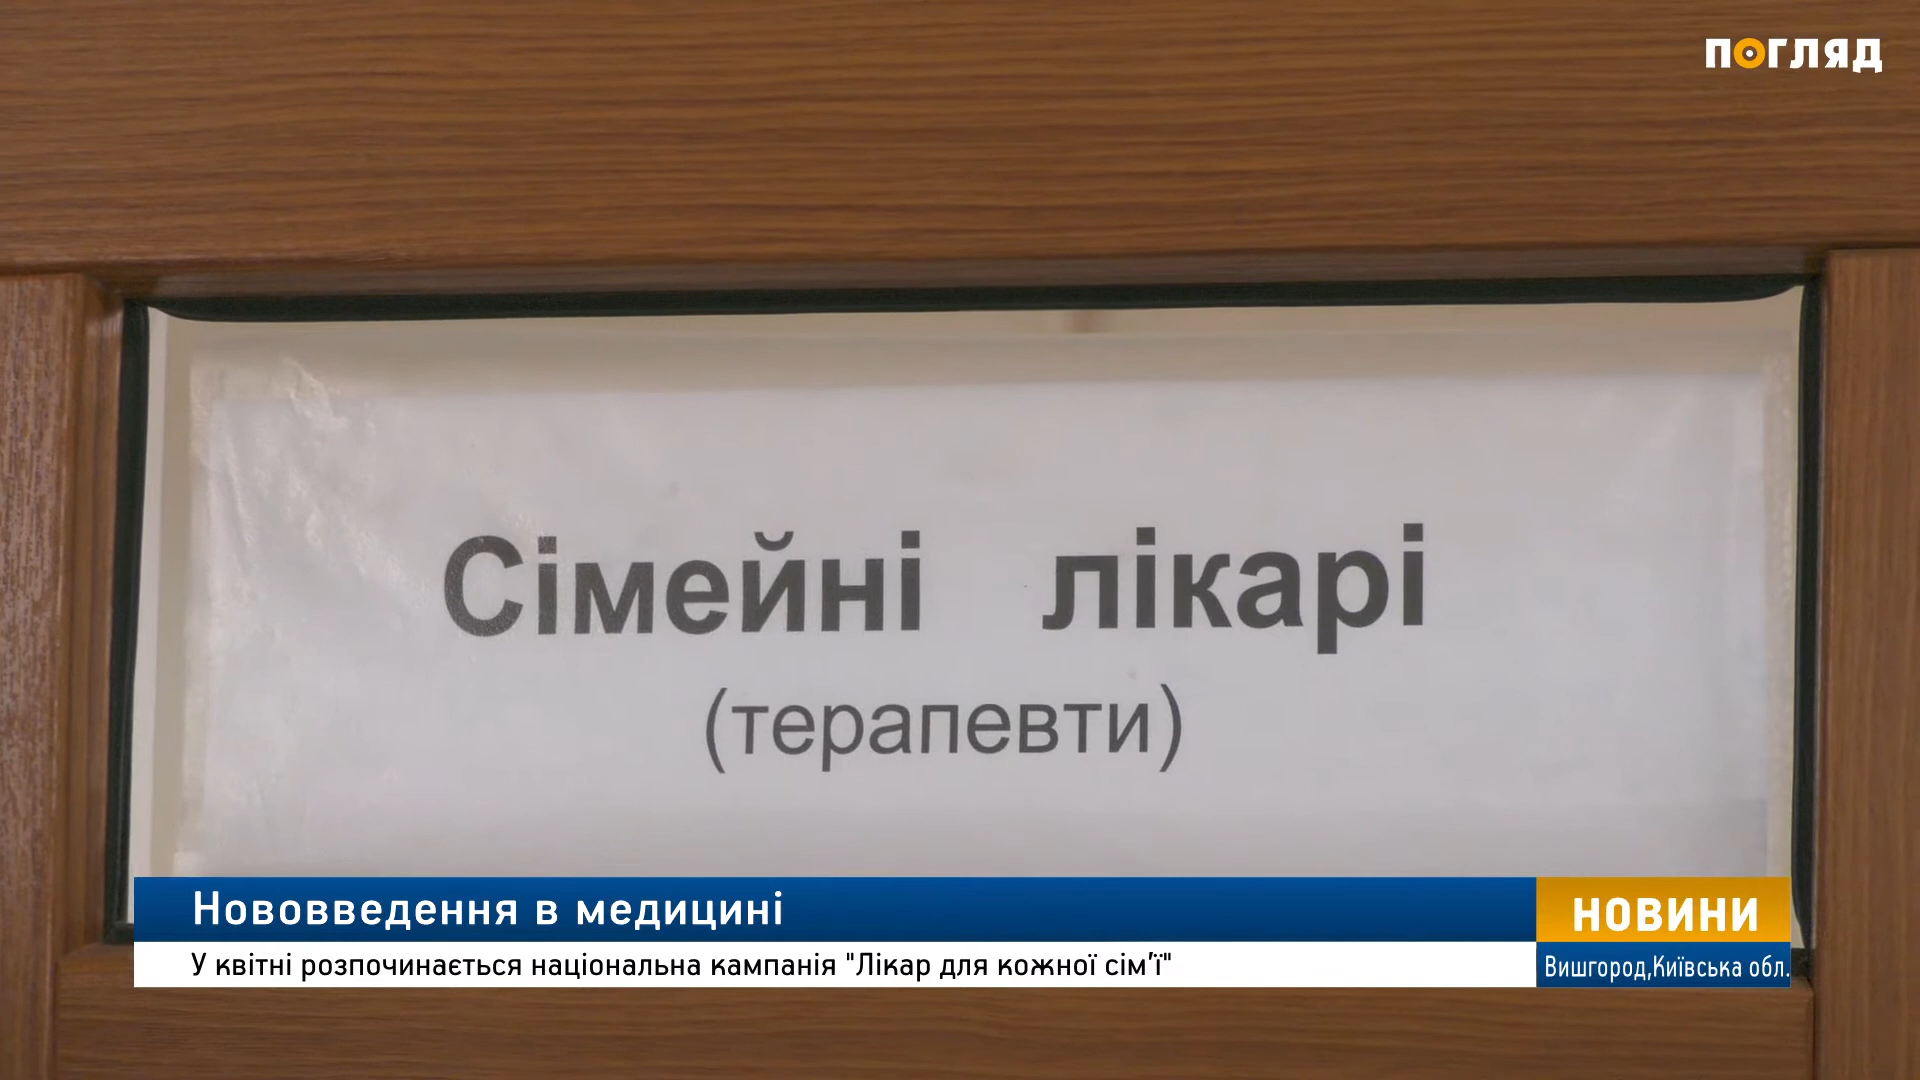 ПОГЛЯД
Сімейні лікарі
(терапевти)
Нововведення в медицині
НОВИНИ
У квітні розпочинається національна кампанія "Лікар для кожної сім'ї"
Вишгород,Київська обл.